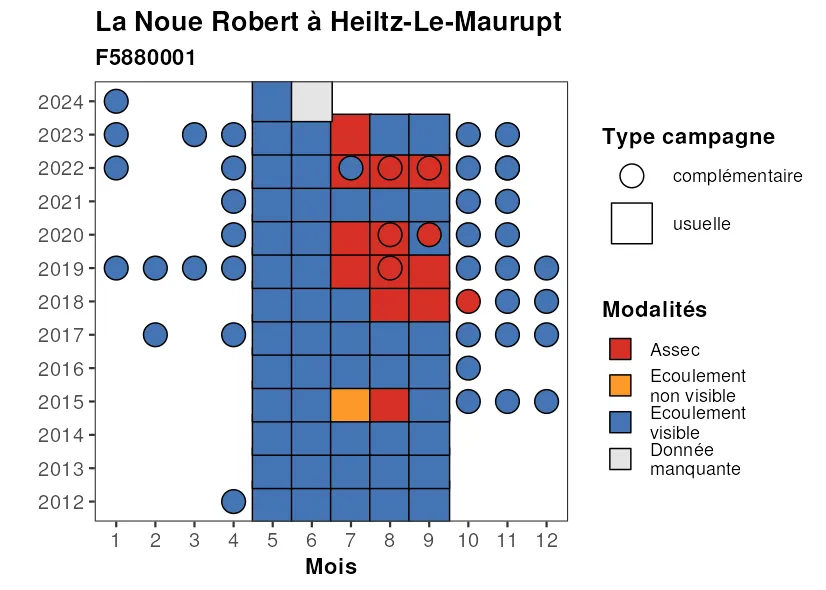 La Noue Robert à Heiltz-Le-Maurupt
F5880001
2024
2023
2022
2021
2020
2019
2018
2017
2016
2015
2014
2013
2012
1 2 3 4 5 6 7 8 9 10 11 12
Mois
Type campagne
complémentaire
usuelle
Modalités
Assec
Ecoulement
non visible
Ecoulement
visible
Donnée
manquante